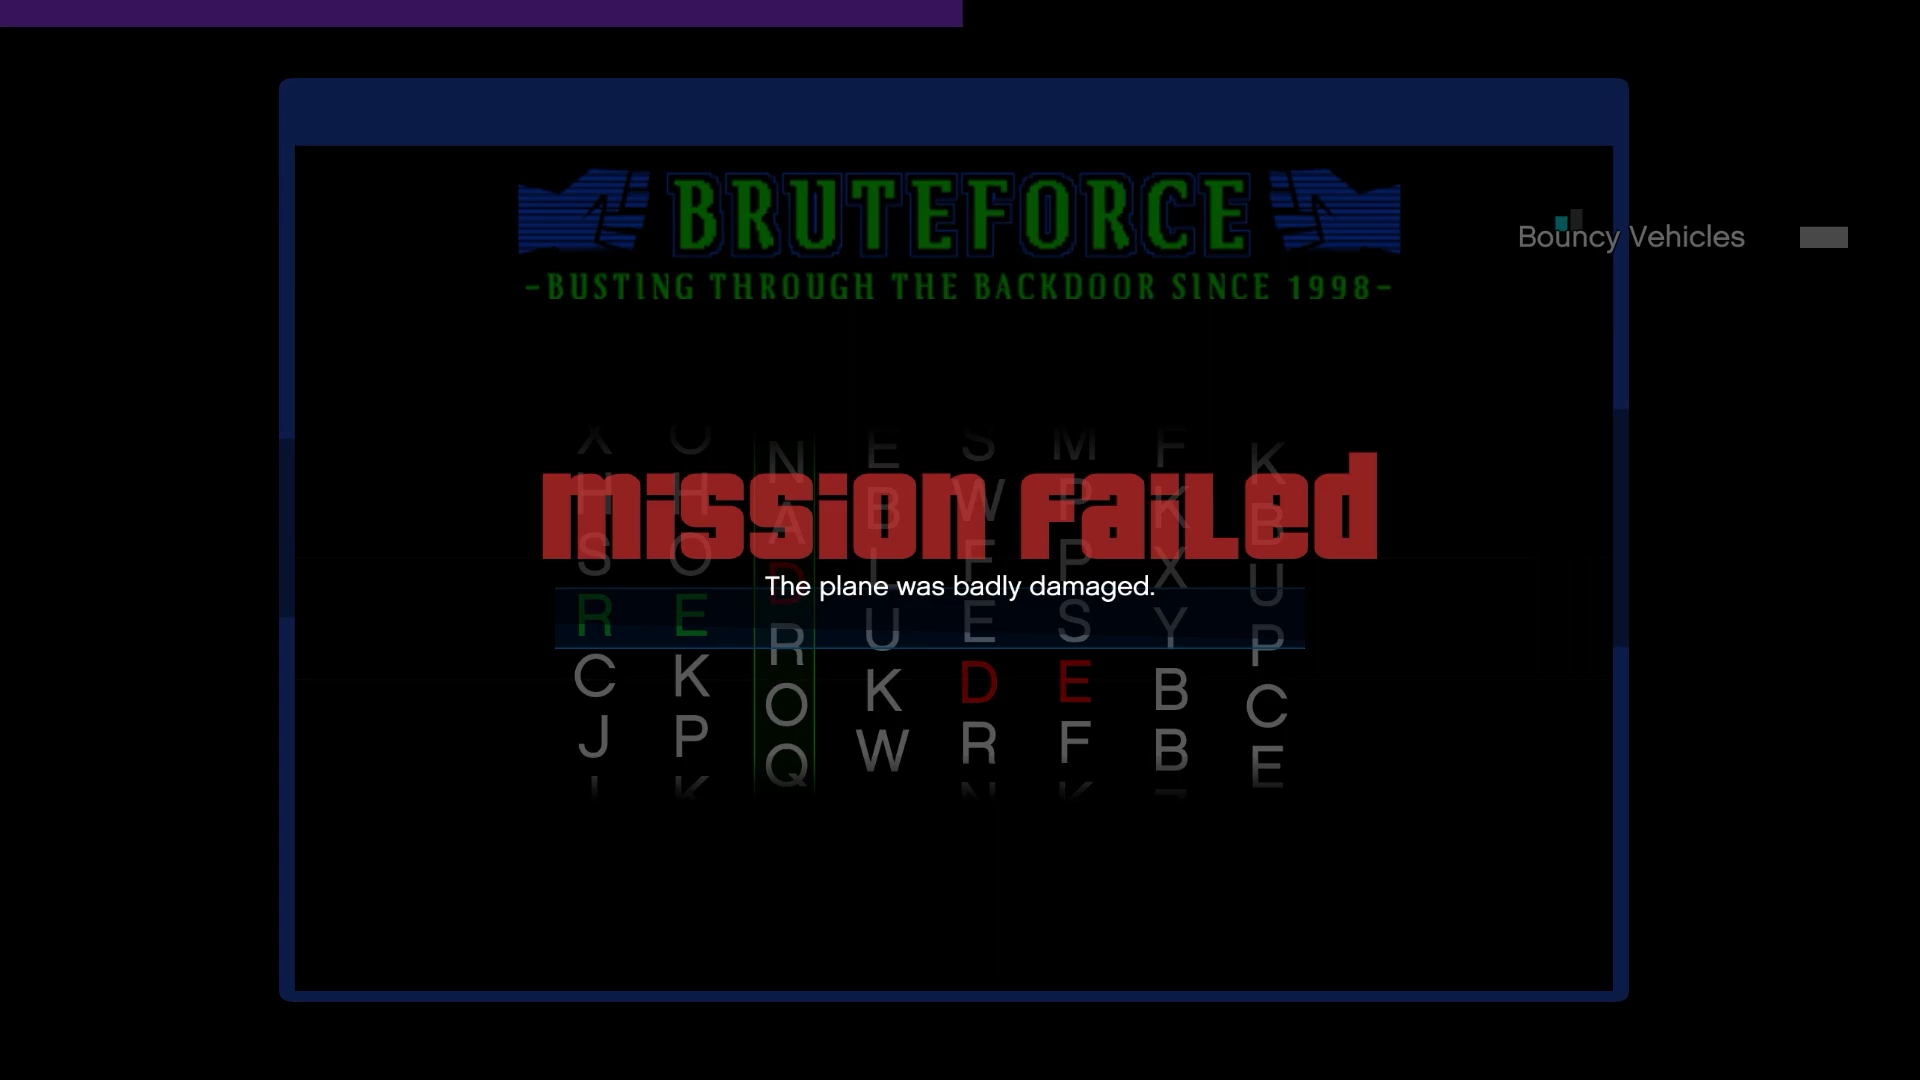 BRUTEFORCE
-BUSTING THROUGH THE BACKDOOR SINCE 1998-
Bouncy Vehicles
X O N E S M F K
H H A B W P K B
S O D L F P X U
mission failed
The plane was badly damaged.
R E R U E S Y P
C K O K D E B C
J P Q W R F B E